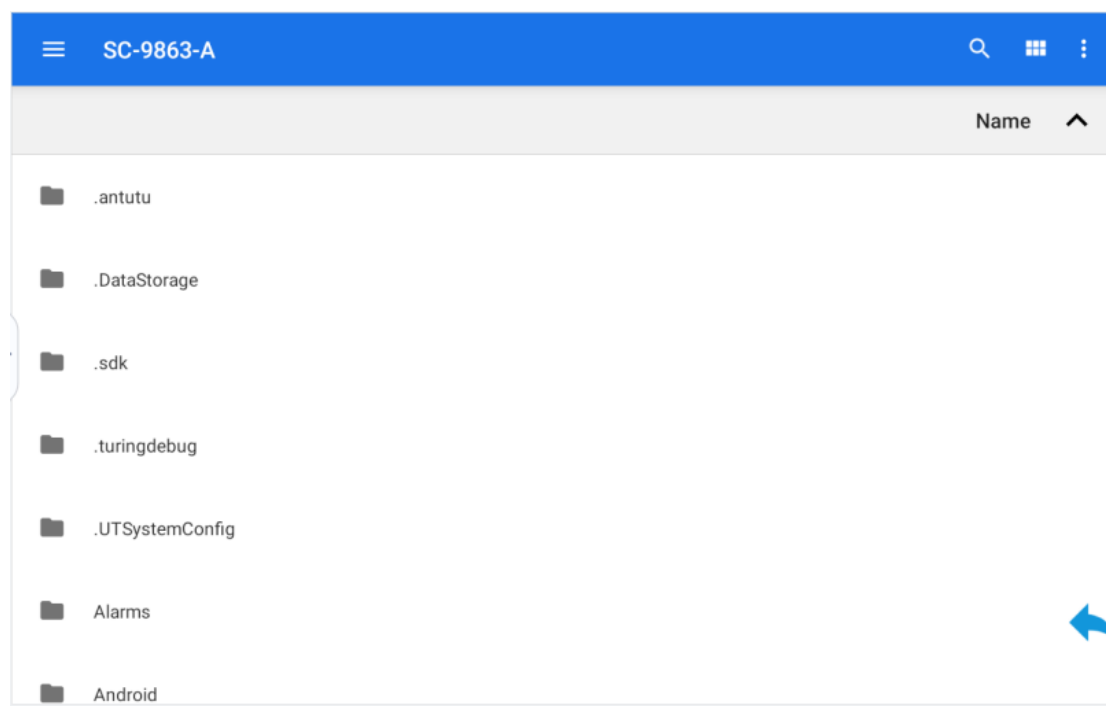 SC-9863-A
Name
.antutu
.DataStorage
.sdk
.turingdebug
.UTSystemConfig
Alarms
Android